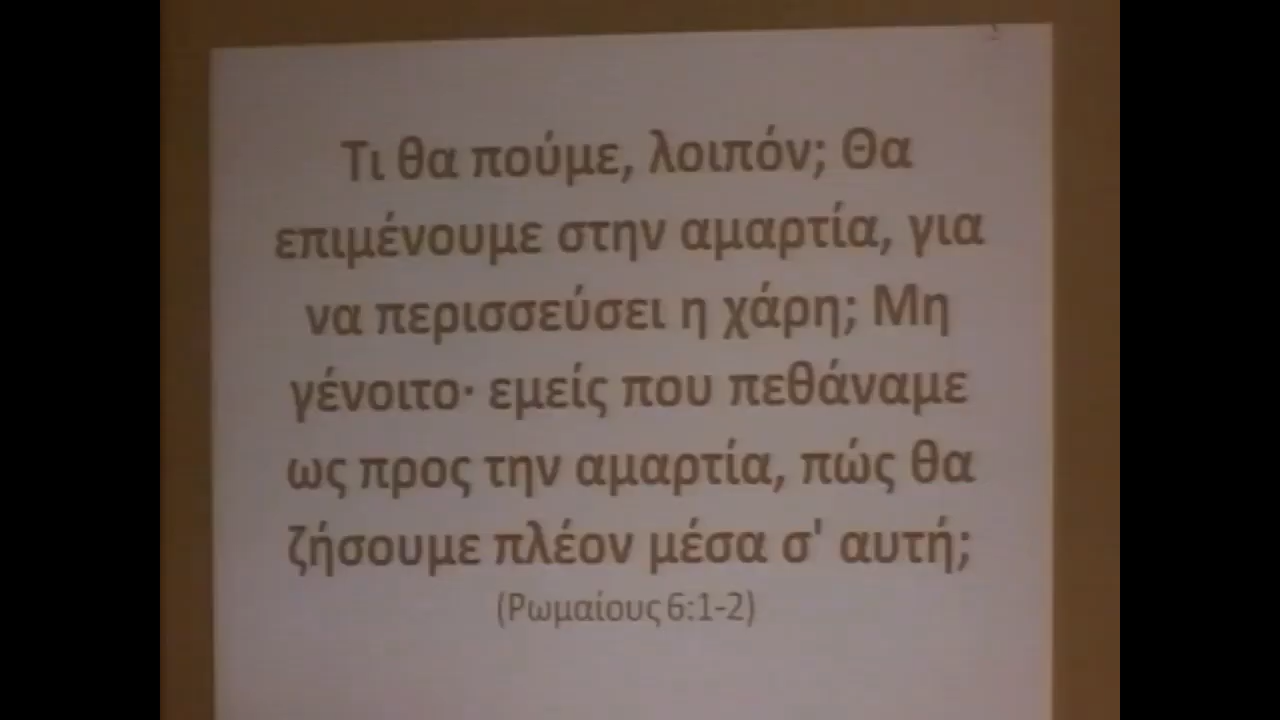 Τι θα πούμε, λοιπόν; Θα
επιμένουμε στην αμαρτία, για
να περισσεύσει η χάρη; Μη
γένοιτο· εμείς που πεθάναμε
ως προς την αμαρτία, πώς θα
ζήσουμε πλέον μέσα σ' αυτή;
(Ρωμαίους 6:1-2)